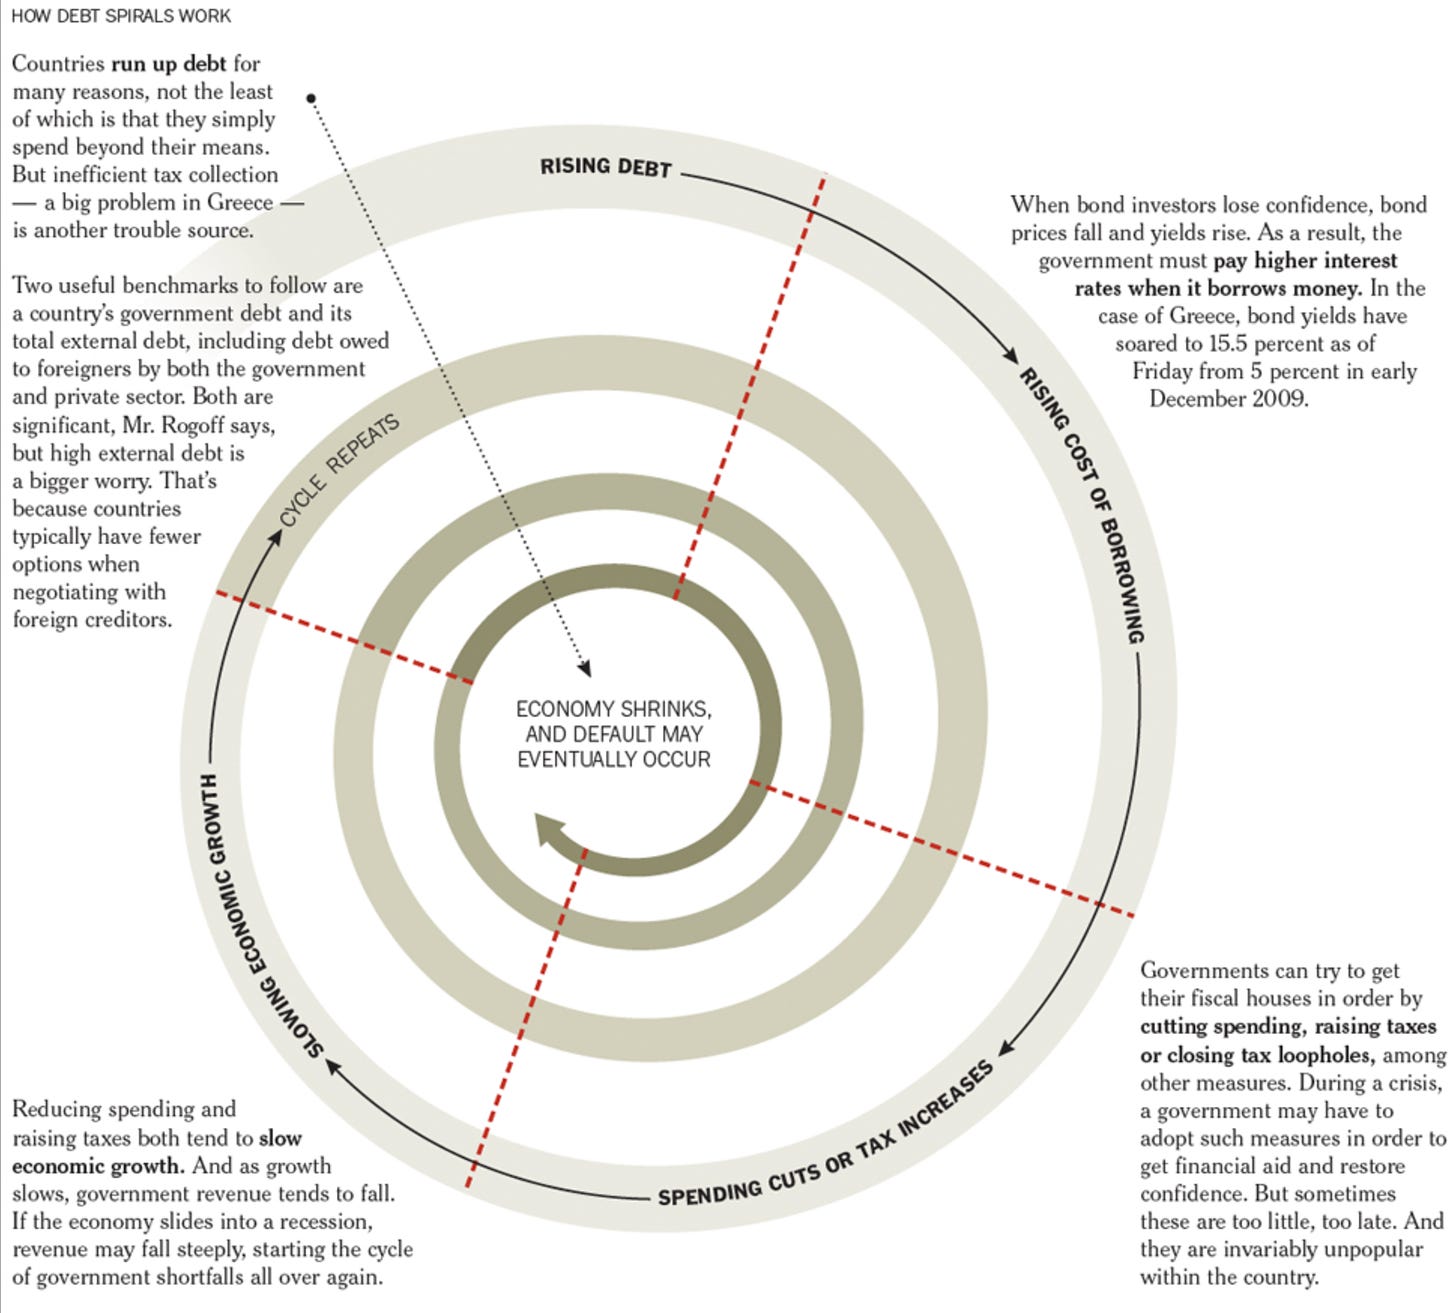 HOW DEBT SPIRALS WORK
Countries run up debt for
many reasons, not the least
of which is that they simply
spend beyond their means.
But inefficient tax collection
— a big problem in Greece —
is another trouble source.
Two useful benchmarks to follow are
a country's government debt and its
total external debt, including debt owed
to foreigners by both the government
and private sector. Both are
significant, Mr. Rogoff says,
but high external debt is
a bigger worry. That's
because countries
typically have fewer
options when
negotiating with
foreign creditors.
RISING DEBT
When bond investors lose confidence, bond
prices fall and yields rise. As a result, the
government must pay higher interest
rates when it borrows money. In the
case of Greece, bond yields have
soared to 15.5 percent as of
Friday from 5 percent in early
December 2009.
RISING COST OF BORROWING
CYCLE REPEATS
ECONOMY SHRINKS,
AND DEFAULT MAY
EVENTUALLY OCCUR
SPENDING CUTS OR TAX INCREASES
Governments can try to get
their fiscal houses in order by
cutting spending, raising taxes
or closing tax loopholes, among
other measures. During a crisis,
a government may have to
adopt such measures in order to
get financial aid and restore
confidence. But sometimes
these are too little, too late. And
they are invariably unpopular
within the country.
SLOWING ECONOMIC GROWTH
Reducing spending and
raising taxes both tend to slow
economic growth. And as growth
slows, government revenue tends to fall.
If the economy slides into a recession,
revenue may fall steeply, starting the cycle
of government shortfalls all over again.